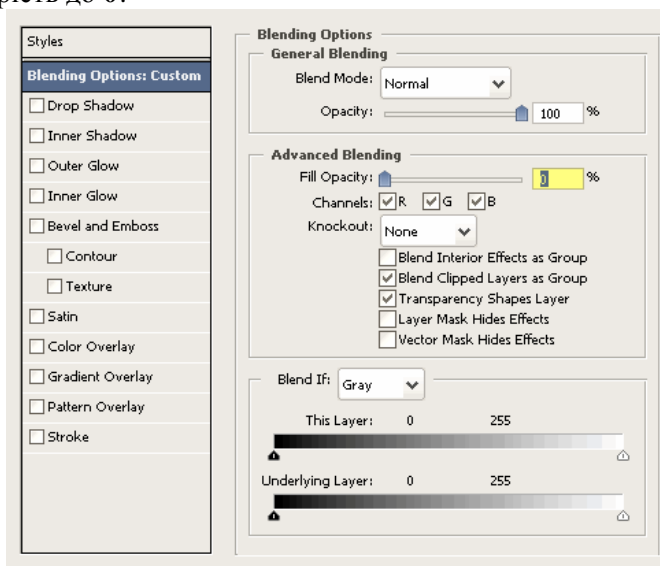 Styles
Blending Options: Custom
Drop Shadow
Inner Shadow
Outer Glow
Inner Glow
Bevel and Emboss
Contour
Texture
Satin
Color Overlay
Gradient Overlay
Pattern Overlay
Stroke
Blending Options
General Blending
Blend Mode: Normal
Opacity: 100 %
Advanced Blending
Fill Opacity: 0 %
Channels: R G B
Knockout: None
Blend Interior Effects as Group
Blend Clipped Layers as Group
Transparency Shapes Layer
Layer Mask Hides Effects
Vector Mask Hides Effects
Blend If: Gray
This Layer: 0 255
Underlying Layer: 0 255